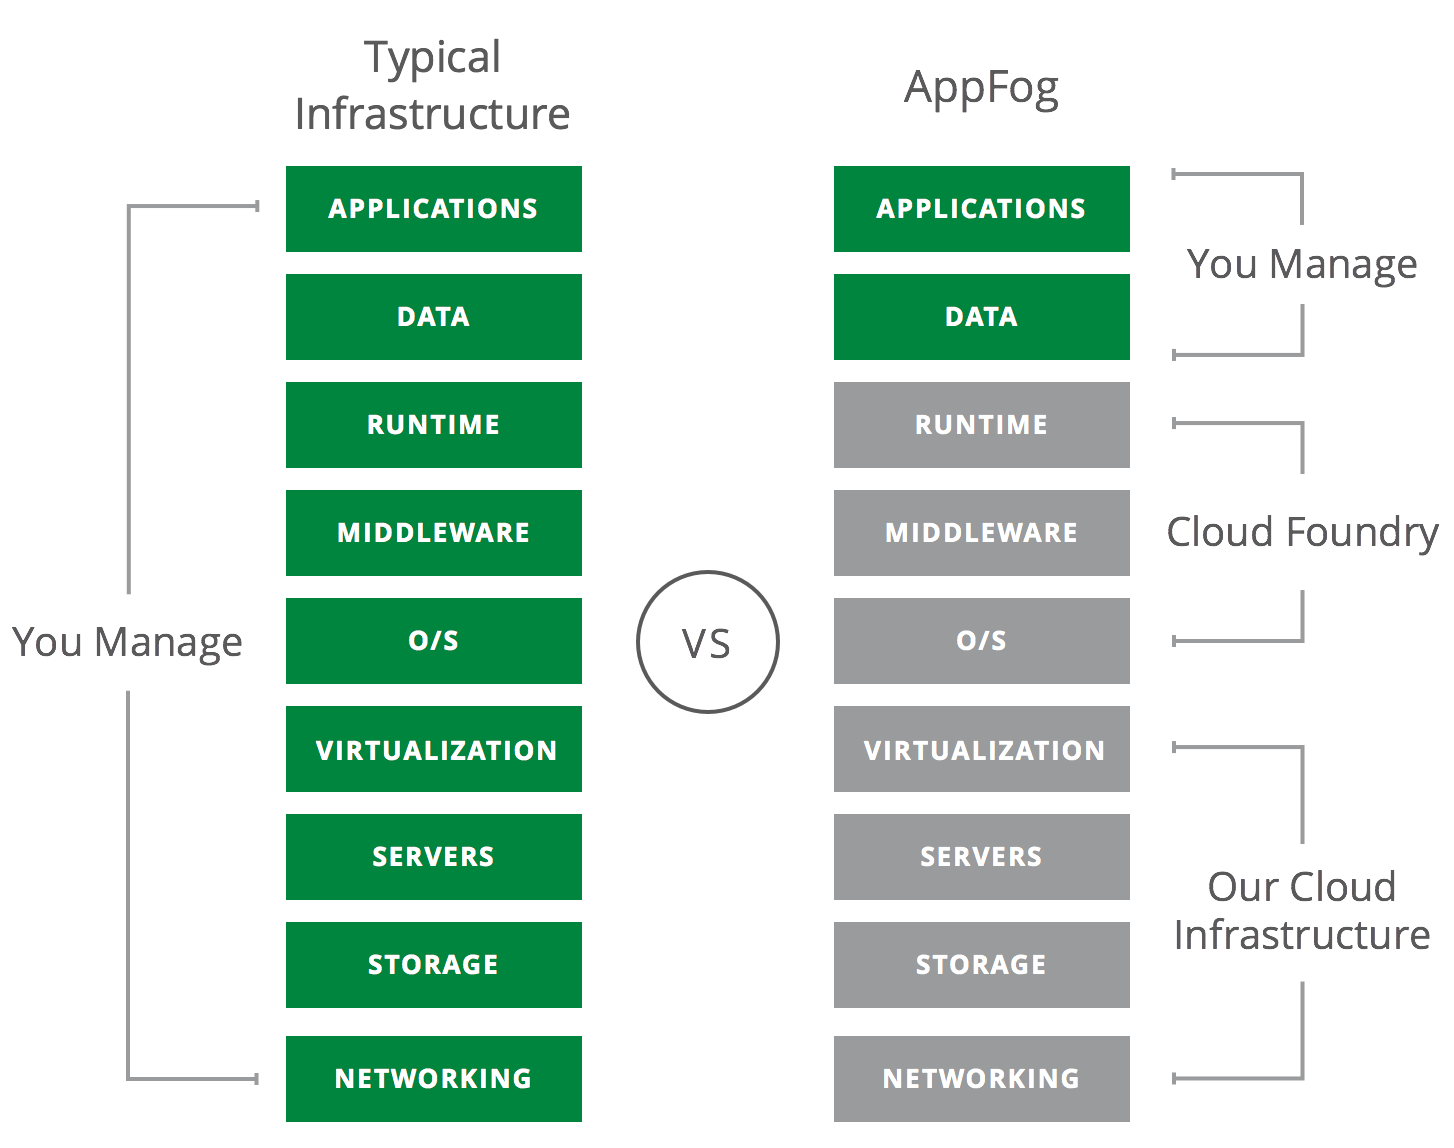 Typical
Infrastructure
APPLICATIONS
DATA
RUNTIME
MIDDLEWARE
O/S
VIRTUALIZATION
SERVERS
STORAGE
NETWORKING
You Manage
VS
AppFog
APPLICATIONS
DATA
RUNTIME
MIDDLEWARE
O/S
VIRTUALIZATION
SERVERS
STORAGE
NETWORKING
You Manage
Cloud Foundry
Our Cloud
Infrastructure